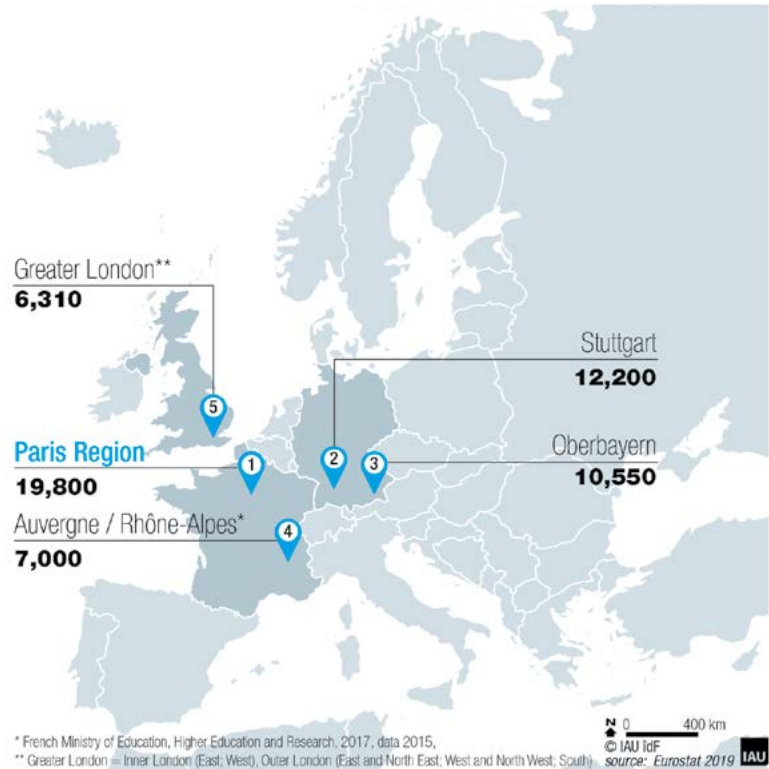 Greater London**
6,310
Stuttgart
12,200
5
Paris Region
19,800
1
2
3
Oberbayern
10,550
Auvergne / Rhône-Alpes*
7,000
4
N
0 400 km
© IAU îdF
source: Eurostat 2019
IAU
* French Ministry of Education, Higher Education and Research, 2017, data 2015,
** Greater London = Inner London (East; West), Outer London (East and North East; West and North West; South)